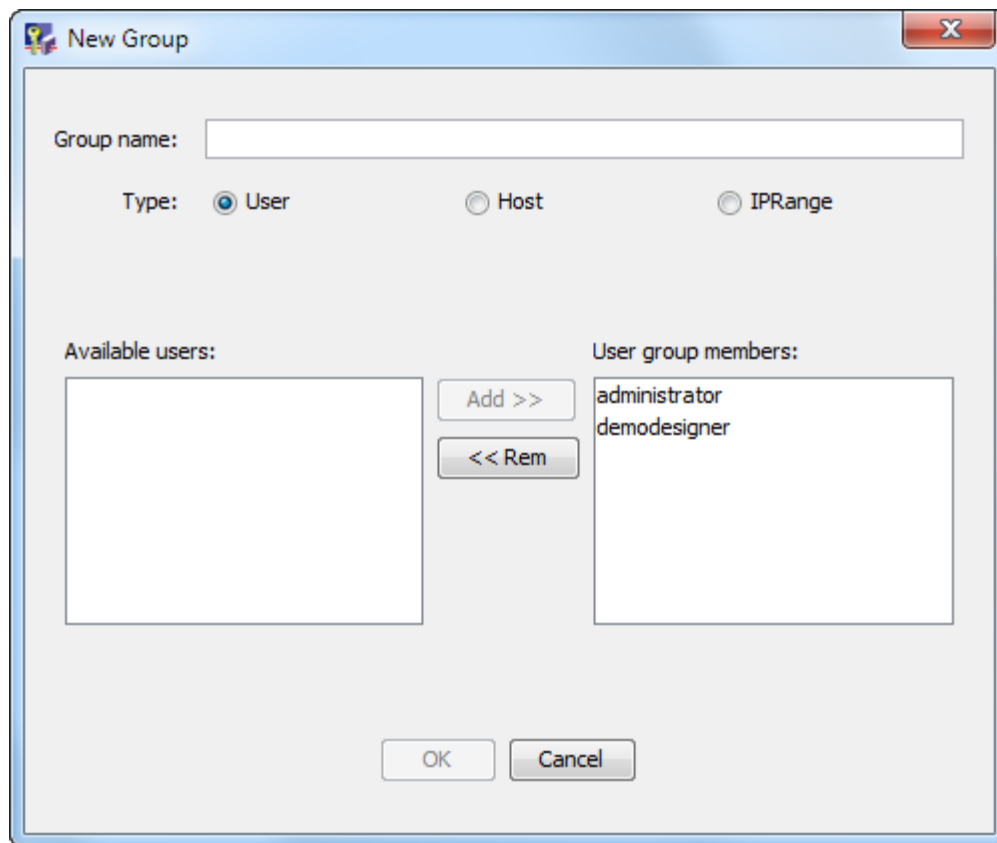 New Group
Group name:
Type: User Host IPRange
Available users: User group members:
Add >> administrator
demodesigner
<< Rem
OK Cancel